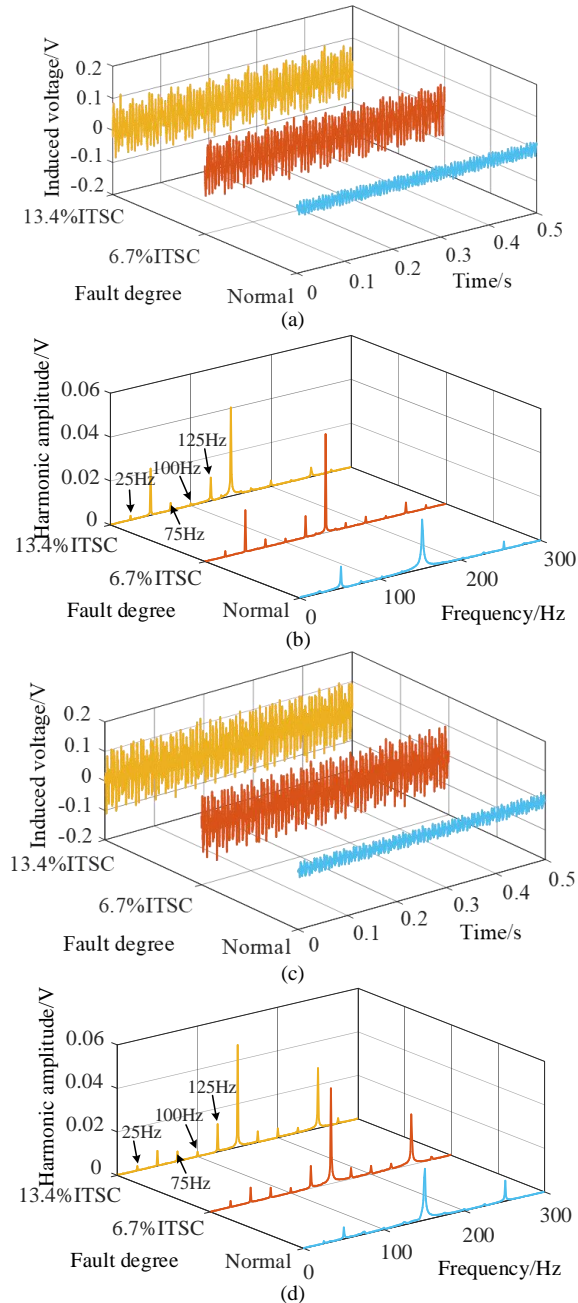 Induced voltage/V
0.2
0.1
0
-0.1
-0.2
13.4%ITSC
6.7%ITSC
Normal
Fault degree
0
0.1
0.2
0.3
0.4
0.5
Time/s
(a)
Harmonic amplitude/V
0.06
0.04
0.02
0
25Hz
75Hz
100Hz
125Hz
13.4%ITSC
6.7%ITSC
Normal
Fault degree
0
100
200
300
Frequency/Hz
(b)
Induced voltage/V
0.2
0.1
0
-0.1
-0.2
13.4%ITSC
6.7%ITSC
Normal
Fault degree
0
0.1
0.2
0.3
0.4
0.5
Time/s
(c)
Harmonic amplitude/V
0.06
0.04
0.02
0
25Hz
75Hz
100Hz
125Hz
13.4%ITSC
6.7%ITSC
Normal
Fault degree
0
100
200
300
Frequency/Hz
(d)